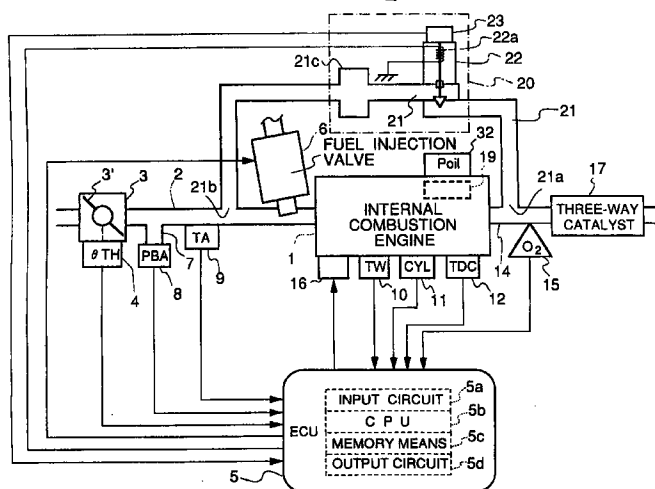 23
22a
22
20
21c
21
21
6
FUEL INJECTION
VALVE
32
Poil
19
3'
3
2
21b
21a
17
INTERNAL
COMBUSTION
ENGINE
THREE-WAY
CATALYST
θTH
PBA
7
TA
1
14
O2
15
4
8
9
16
TW
10
CYL
11
TDC
12
ECU
INPUT CIRCUIT
5a
CPU
5b
MEMORY MEANS
5c
OUTPUT CIRCUIT
5d
5